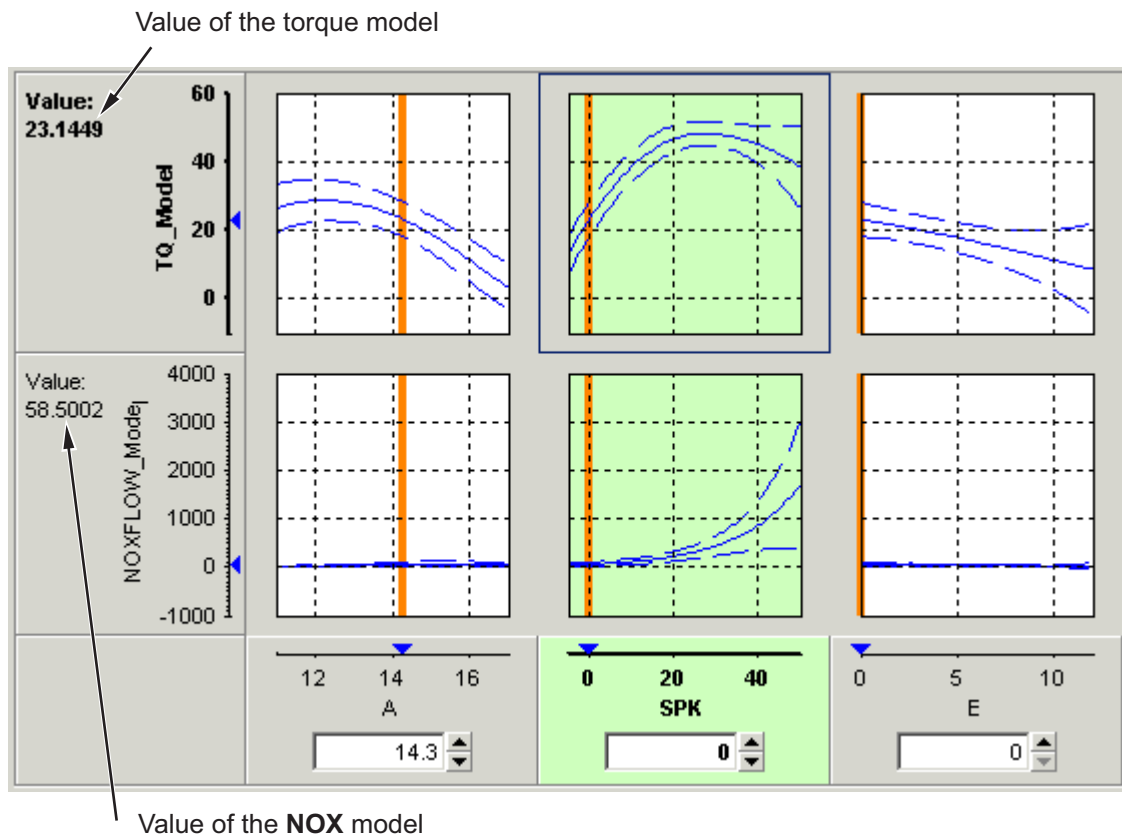 Value of the torque model
Value:
23.1449
TQ_Model
60
40
20
0
Value:
58.5002
NOXFLOW_Model
4000
3000
2000
1000
0
-1000
12 14 16
A
14.3
0 20 40
SPK
0
0 5 10
E
0
Value of the NOX model